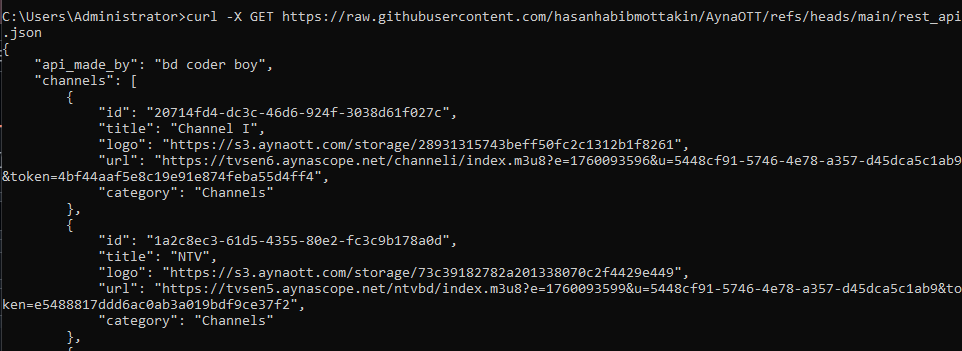 C:\Users\Administrator>curl -X GET https://raw.githubusercontent.com/hasanhabibmottakin/AynaOTT/refs/heads/main/rest_api
.json
{
    "api_made_by": "bd coder boy",
    "channels": [
        {
            "id": "20714fd4-dc3c-46d6-924f-3038d61f027c",
            "title": "Channel I",
            "logo": "https://s3.aynaott.com/storage/28931315743beff50fc2c1312b1f8261",
            "url": "https://tvsen6.aynascope.net/channeli/index.m3u8?e=1760093596&u=5448cf91-5746-4e78-a357-d45dca5c1ab9
&token=4bf44aaf5e8c19e91e874feba55d4ff4",
            "category": "Channels"
        },
        {
            "id": "1a2c8ec3-61d5-4355-80e2-fc3c9b178a0d",
            "title": "NTV",
            "logo": "https://s3.aynaott.com/storage/73c39182782a201338070c2f4429e449",
            "url": "https://tvsen5.aynascope.net/ntvbd/index.m3u8?e=1760093599&u=5448cf91-5746-4e78-a357-d45dca5c1ab9&to
ken=e5488817ddd6ac0ab3a019bdf9ce37f2",
            "category": "Channels"
        },